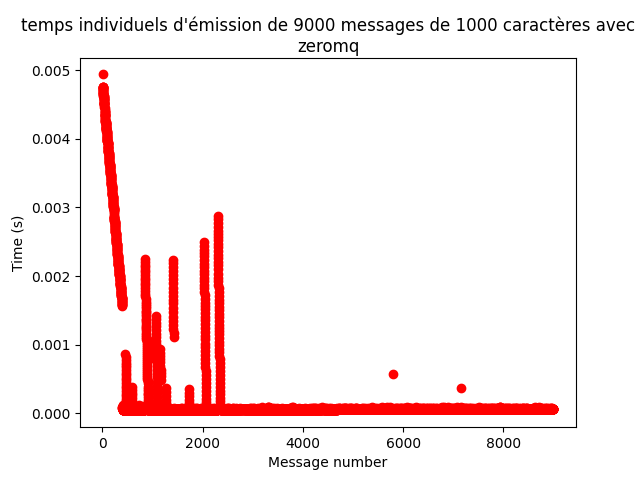 temps individuels d'émission de 9000 messages de 1000 caractères avec
zeromq
0.005
0.004
0.003
0.002
0.001
0.000
Time (s)
0 2000 4000 6000 8000
Message number